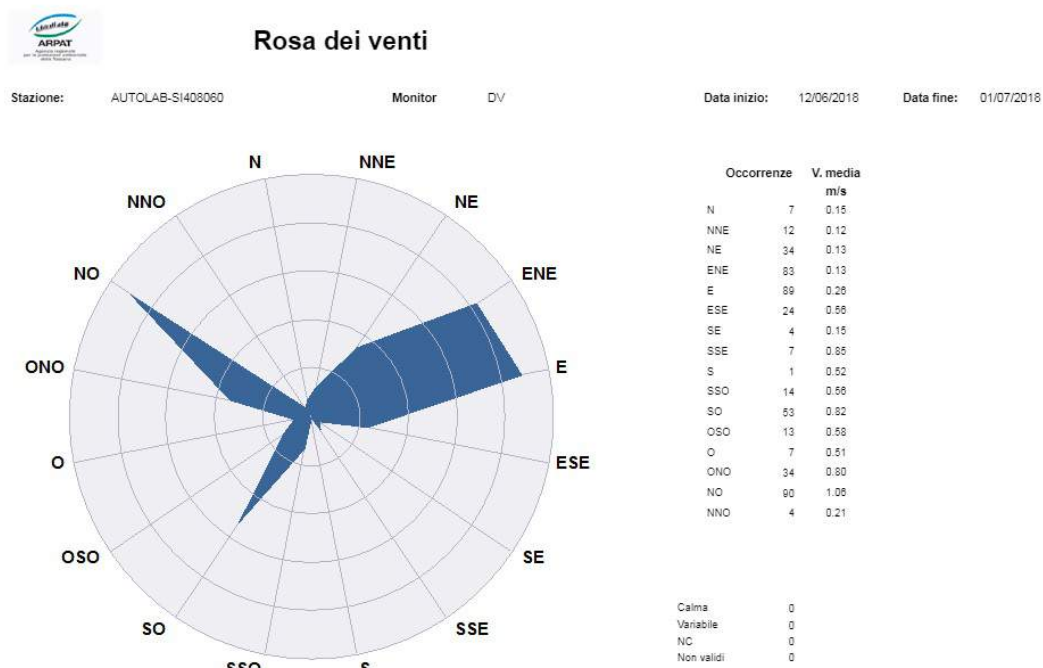 ARPAT
Rosa dei venti
Stazione: AUTOLAB-SI408060 Monitor DV Data inizio: 12/06/2018 Data fine: 01/07/2018
N
NNE
NNO
NE
NO
ENE
ONO
E
O
ESE
OSO
SE
SO
SSE
SSO
S
Occorrenze V. media
m/s
N 7 0.15
NNE 12 0.12
NE 34 0.13
ENE 83 0.13
E 89 0.26
ESE 24 0.56
SE 4 0.15
SSE 7 0.85
S 1 0.52
SSO 14 0.56
SO 53 0.82
OSO 13 0.58
O 7 0.51
ONO 34 0.80
NO 90 1.06
NNO 4 0.21
Calma 0
Variabile 0
NC 0
Non validi 0